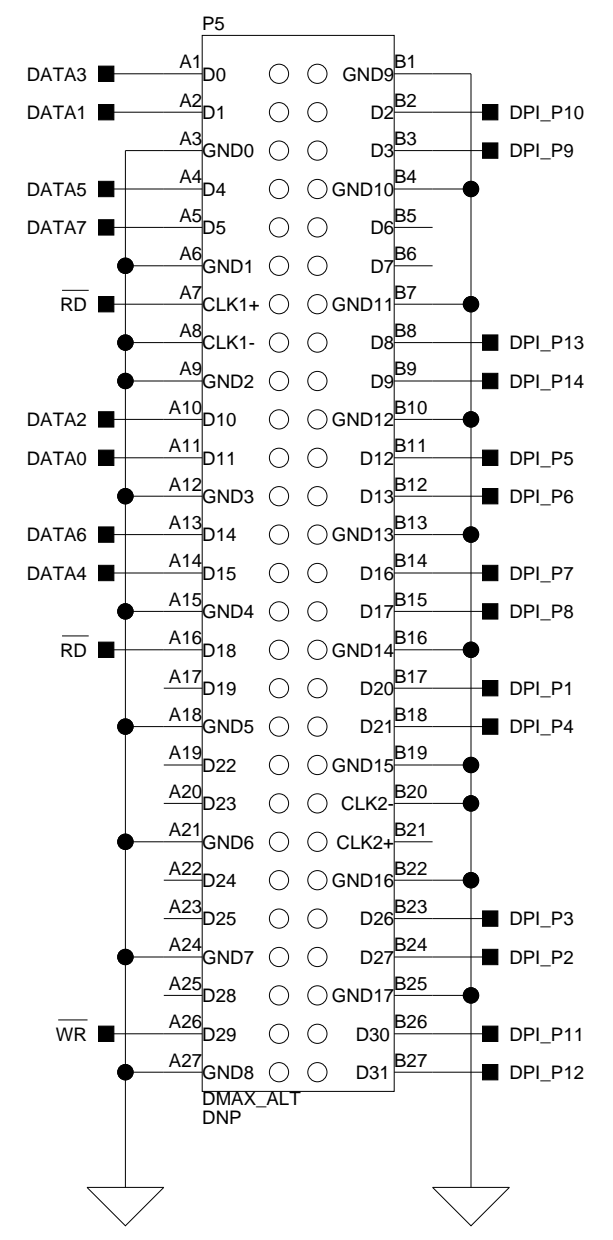 P5
DATA3 A1 D0 GND9 B1
DATA1 A2 D1 D2 B2 DPI_P10
A3 GND0 D3 B3 DPI_P9
DATA5 A4 D4 GND10 B4
DATA7 A5 D5 D6 B5
A6 GND1 D7 B6
RD A7 CLK1+ GND11 B7
A8 CLK1- D8 B8 DPI_P13
A9 GND2 D9 B9 DPI_P14
DATA2 A10 D10 GND12 B10
DATA0 A11 D11 D12 B11 DPI_P5
A12 GND3 D13 B12 DPI_P6
DATA6 A13 D14 GND13 B13
DATA4 A14 D15 D16 B14 DPI_P7
A15 GND4 D17 B15 DPI_P8
RD A16 D18 GND14 B16
A17 D19 D20 B17 DPI_P1
A18 GND5 D21 B18 DPI_P4
A19 D22 GND15 B19
A20 D23 CLK2- B20
A21 GND6 CLK2+ B21
A22 D24 GND16 B22
A23 D25 D26 B23 DPI_P3
A24 GND7 D27 B24 DPI_P2
A25 D28 GND17 B25
WR A26 D29 D30 B26 DPI_P11
A27 GND8 D31 B27 DPI_P12
DMAX_ALT
DNP